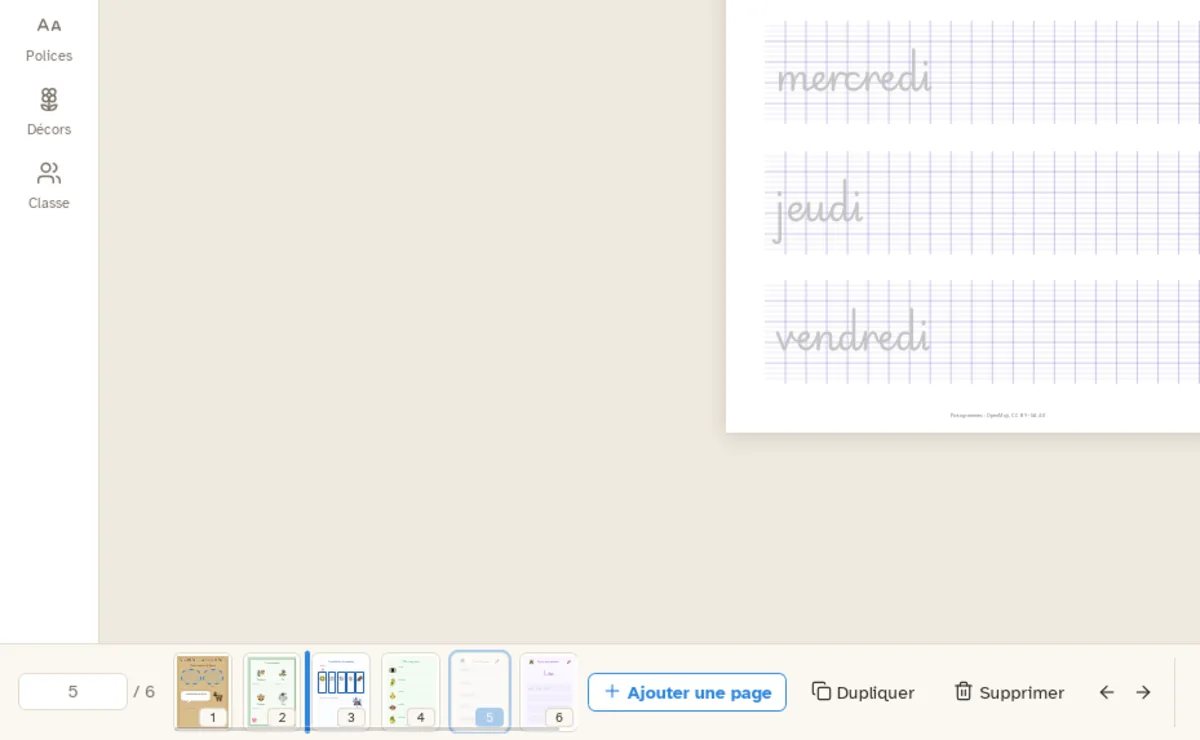 Aa
Polices
Décors
Classe
mercredi
jeudi
vendredi
5 / 6
1
2
3
4
5
6
+ Ajouter une page
Dupliquer
Supprimer